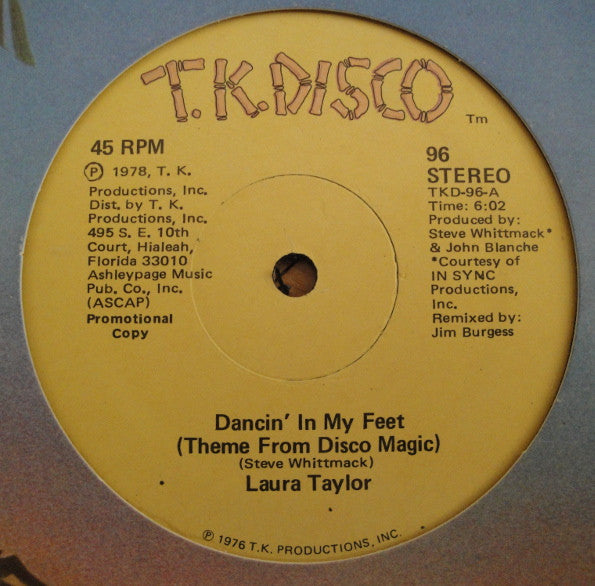 T.K.DISCO
Tm
45 RPM
Ⓟ 1978, T. K.
Productions, Inc.
Dist. by T. K.
Productions, Inc.
495 S. E. 10th
Court, Hialeah,
Florida 33010
Ashleypage Music
Pub. Co., Inc.
(ASCAP)
Promotional
Copy
96
STEREO
TKD-96-A
Time: 6:02
Produced by:
Steve Whittmack*
& John Blanche
*Courtesy of
IN SYNC
Productions,
Inc.
Remixed by:
Jim Burgess
Dancin' In My Feet
(Theme From Disco Magic)
(Steve Whittmack)
Laura Taylor
Ⓟ 1976 T.K. PRODUCTIONS, INC.